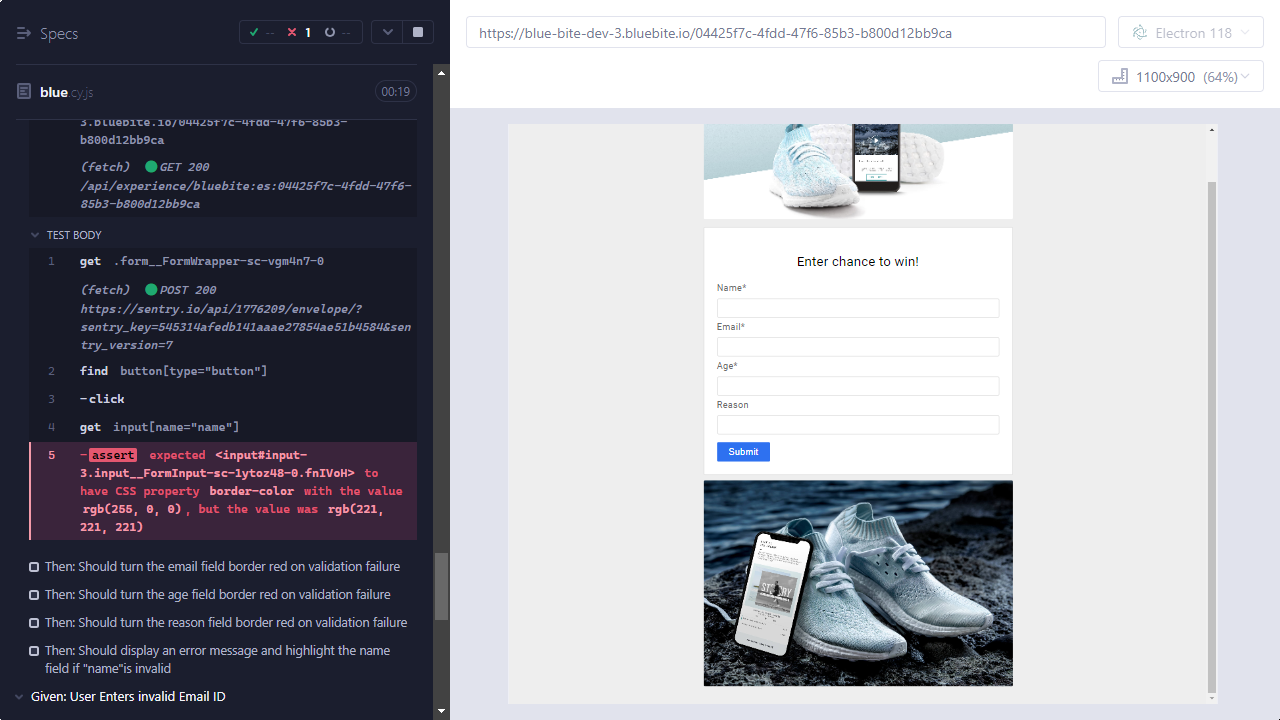 Specs
--
1
--
https://blue-bite-dev-3.bluebite.io/04425f7c-4fdd-47f6-85b3-b800d12bb9ca
Electron 118
1100x900 (64%)
blue.cy.js
00:19
3.bluebite.io/04425f7c-4fdd-47f6-85b3-
b800d12bb9ca
(fetch) GET 200
/api/experience/bluebite:es:04425f7c-4fdd-47f6-
85b3-b800d12bb9ca
TEST BODY
1 get .form__FormWrapper-sc-vgm4n7-0
(fetch) POST 200
https://sentry.io/api/1776209/envelope/?
sentry_key=545314afedb141aaae27854ae51b4584&sen
try_version=7
2 find button[type="button"]
3 -click
4 get input[name="name"]
5 -assert expected <input#input-
3.input__FormInput-sc-1ytoz48-0.fnIVoH> to
have CSS property border-color with the value
rgb(255, 0, 0), but the value was rgb(221,
221, 221)
Then: Should turn the email field border red on validation failure
Then: Should turn the age field border red on validation failure
Then: Should turn the reason field border red on validation failure
Then: Should display an error message and highlight the name
field if "name"is invalid
Given: User Enters invalid Email ID
Enter chance to win!
Name*
Email*
Age*
Reason
Submit